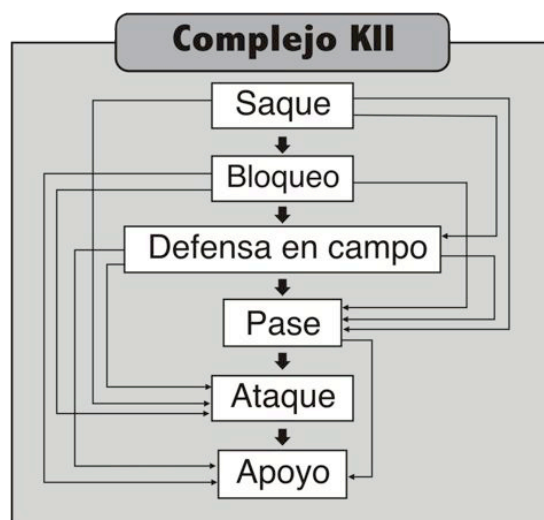 Complejo KII
Saque
Bloqueo
Defensa en campo
Pase
Ataque
Apoyo